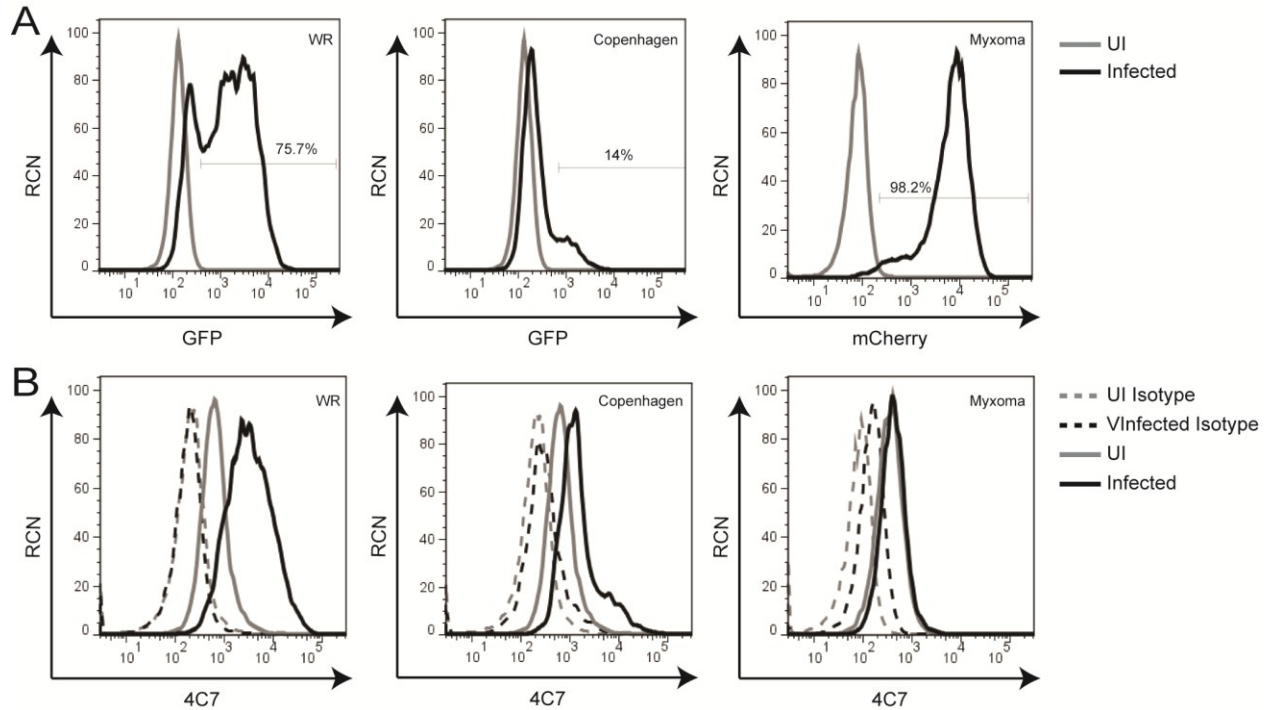 A
WR
100
80
60
40
20
0
RCN
75.7%
10^1 10^2 10^3 10^4 10^5
GFP
Copenhagen
100
80
60
40
20
0
RCN
14%
10^1 10^2 10^3 10^4 10^5
GFP
Myxoma
100
80
60
40
20
0
RCN
98.2%
10^1 10^2 10^3 10^4 10^5
mCherry
UI
Infected
B
WR
100
80
60
40
20
0
RCN
10^1 10^2 10^3 10^4 10^5
4C7
Copenhagen
100
80
60
40
20
0
RCN
10^1 10^2 10^3 10^4 10^5
4C7
Myxoma
100
80
60
40
20
0
RCN
10^1 10^2 10^3 10^4 10^5
4C7
UI Isotype
VInfected Isotype
UI
Infected